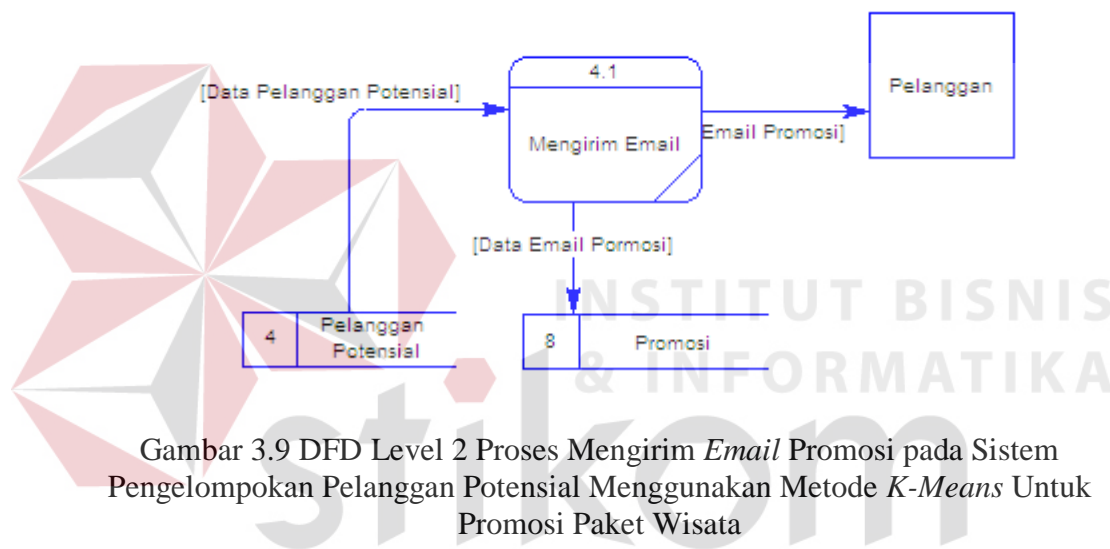 4.1
[Data Pelanggan Potensial]
Pelanggan
Mengirim Email
Email Promosi]
[Data Email Pormosi]
INSTITUT BISNIS
4
Pelanggan
Potensial
8
Promosi
& INFORMATIKA
stikom
Gambar 3.9 DFD Level 2 Proses Mengirim Email Promosi pada Sistem
Pengelompokan Pelanggan Potensial Menggunakan Metode K-Means Untuk
Promosi Paket Wisata